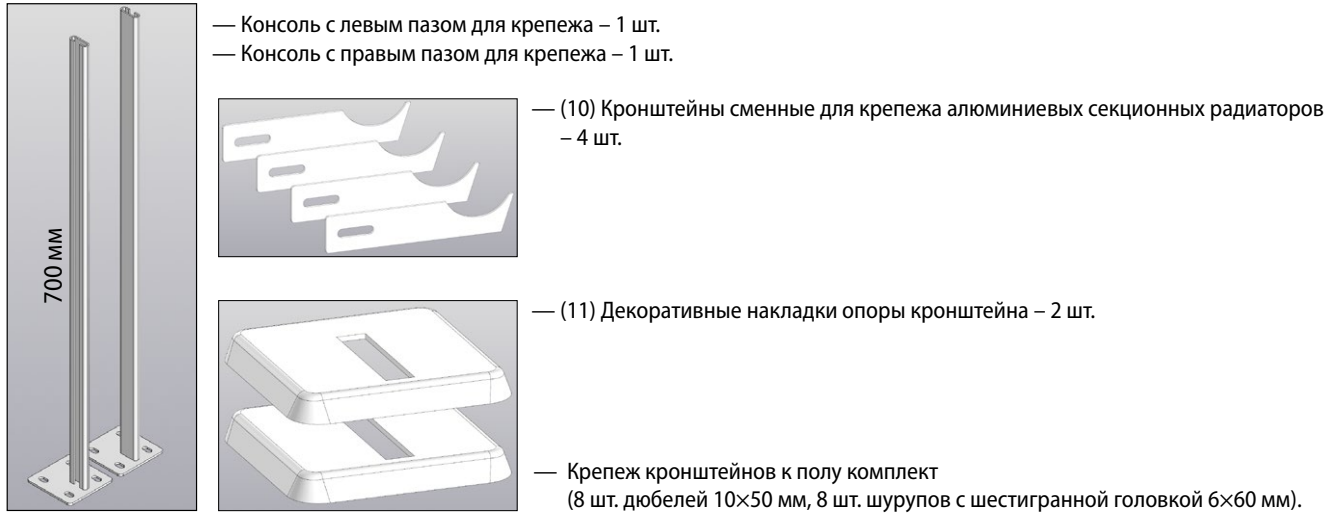 — Консоль с левым пазом для крепежа – 1 шт.
— Консоль с правым пазом для крепежа – 1 шт.
— (10) Кронштейны сменные для крепежа алюминиевых секционных радиаторов
– 4 шт.
700 мм
— (11) Декоративные накладки опоры кронштейна – 2 шт.
— Крепеж кронштейнов к полу комплект
(8 шт. дюбелей 10×50 мм, 8 шт. шурупов с шестигранной головкой 6×60 мм).